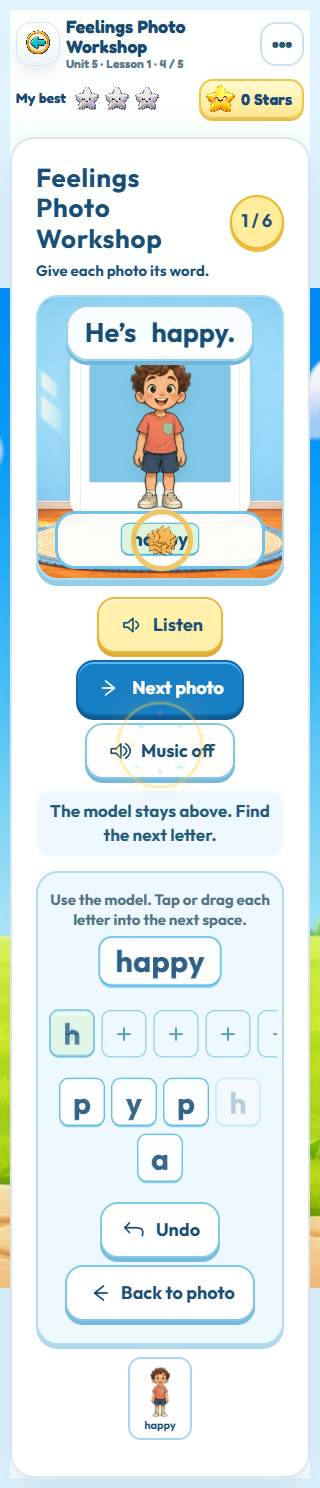 Feelings Photo
Workshop
Unit 5 · Lesson 1 · 4 / 5
My best
0 Stars
Feelings
Photo
Workshop
1 / 6
Give each photo its word.
He's happy.
Listen
Next photo
Music off
The model stays above. Find
the next letter.
Use the model. Tap or drag each
letter into the next space.
happy
h + + +
p y p h
a
Undo
Back to photo
happy